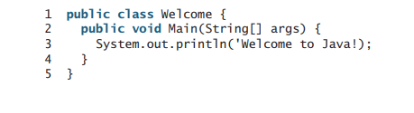 1 public class Welcome {
2 public void Main(String[] args) {
3 System.out.println('Welcome to Java!);
4 }
5 }